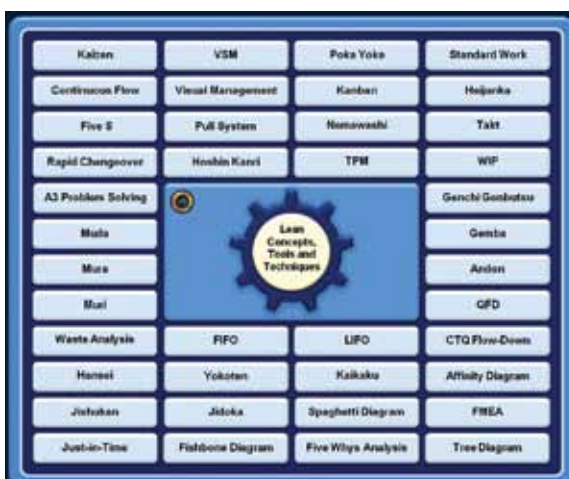 Kaizen VSM Poka Yoke Standard Work
Continuous Flow Visual Management Kanban Heijunka
Five S Pull System Nemawashi Takt
Rapid Changeover Hoshin Kanri TPM WIP
A3 Problem Solving Genchi Genbutsu
Muda Gemba
Mura Andon
Muri QFD
Lean
Concepts,
Tools and
Techniques
Waste Analysis FIFO LIFO CTQ Flow-Down
Hansei Yokoten Kaikaku Affinity Diagram
Jishuken Jidoka Spaghetti Diagram FMEA
Just-in-Time Fishbone Diagram Five Whys Analysis Tree Diagram